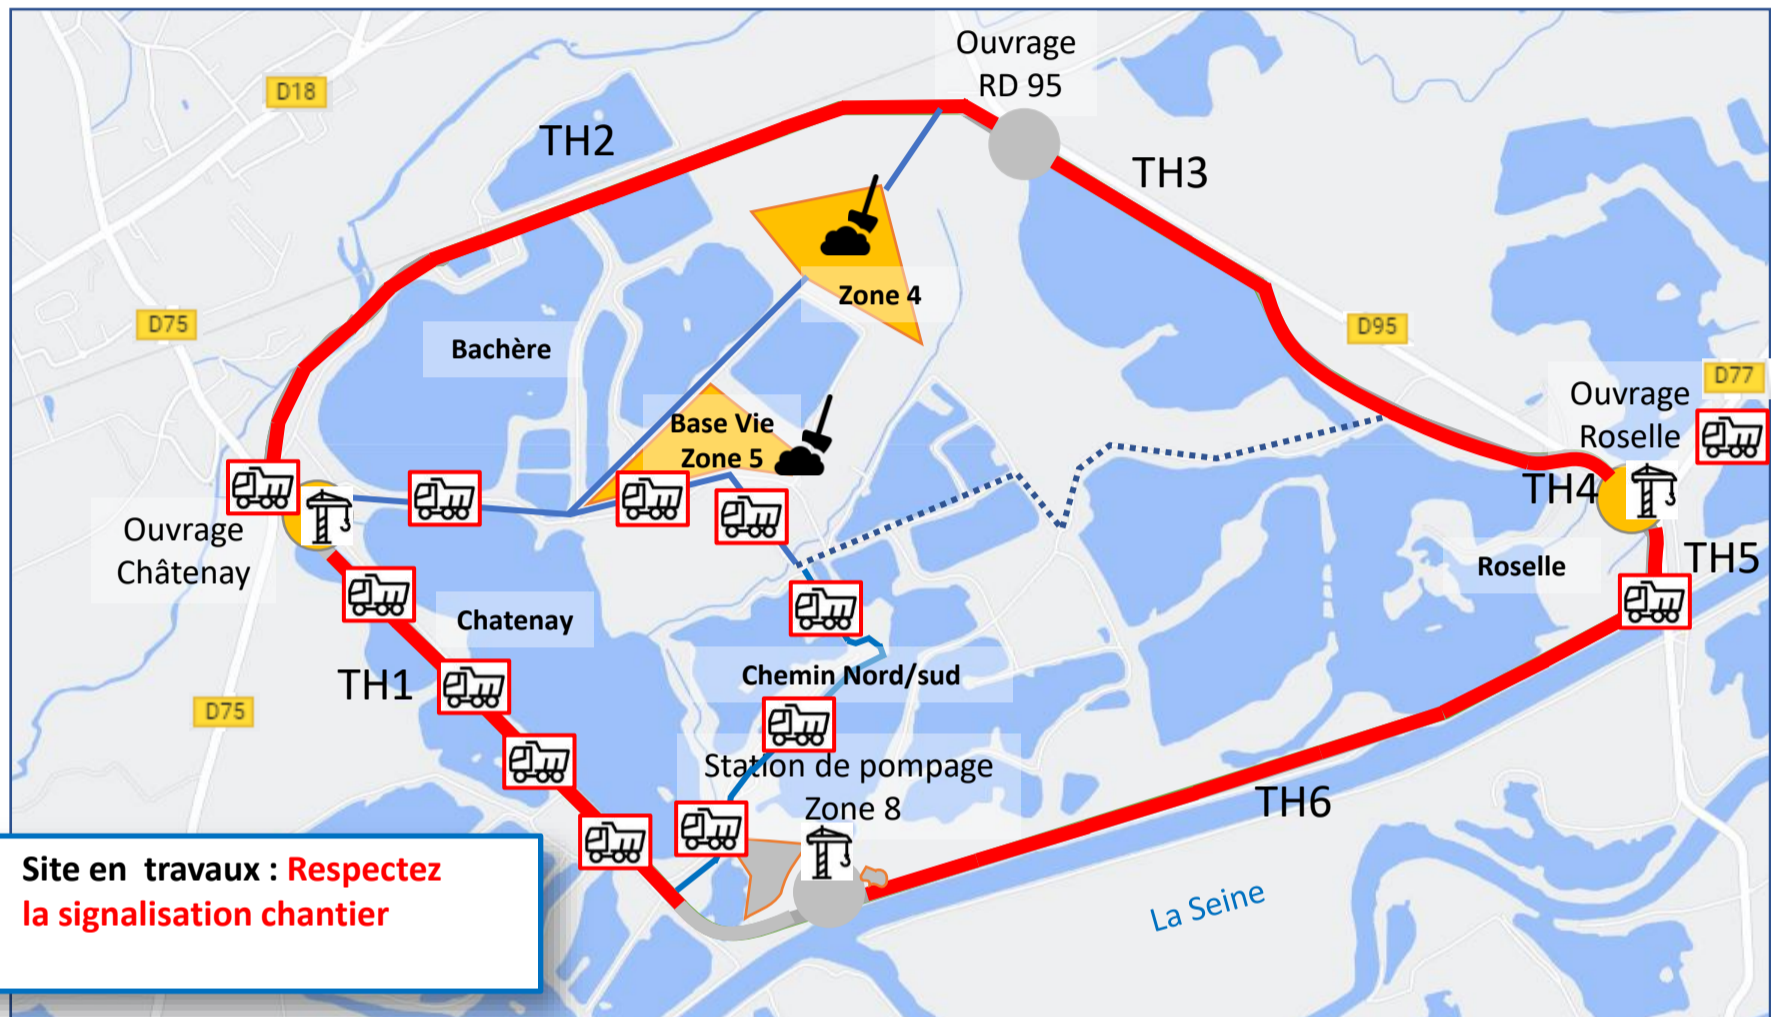 Ouvrage
RD 95
D18
TH2
TH3
Zone 4
D75
D95
Bachère
D77
Ouvrage
Roselle
Base Vie
Zone 5
TH4
Ouvrage
Châtenay
TH5
Roselle
Chatenay
Chemin Nord/sud
TH1
D75
Station de pompage
Zone 8
TH6
Site en travaux : Respectez
la signalisation chantier
La Seine